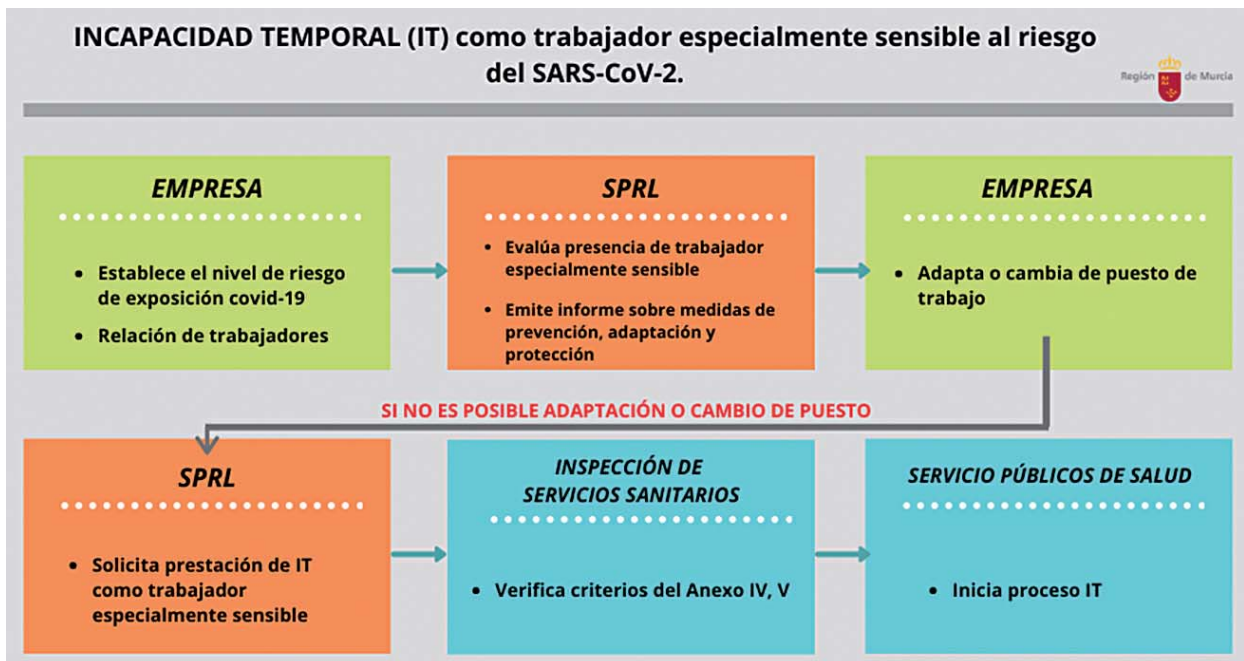 INCAPACIDAD TEMPORAL (IT) como trabajador especialmente sensible al riesgo
del SARS-CoV-2.
Región de Murcia
EMPRESA
• Establece el nivel de riesgo
de exposición covid-19
• Relación de trabajadores
SPRL
• Evalúa presencia de trabajador
especialmente sensible
• Emite informe sobre medidas de
prevención, adaptación y
protección
EMPRESA
• Adapta o cambia de puesto de
trabajo
SI NO ES POSIBLE ADAPTACIÓN O CAMBIO DE PUESTO
SPRL
• Solicita prestación de IT
como trabajador
especialmente sensible
INSPECCIÓN DE
SERVICIOS SANITARIOS
• Verifica criterios del Anexo IV, V
SERVICIO PÚBLICOS DE SALUD
• Inicia proceso IT